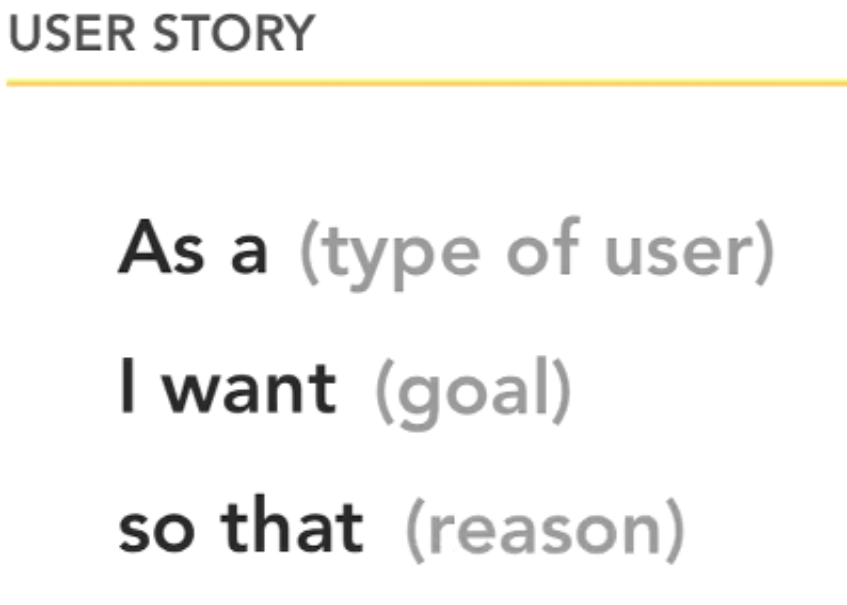 USER STORY
As a (type of user)
I want (goal)
so that (reason)